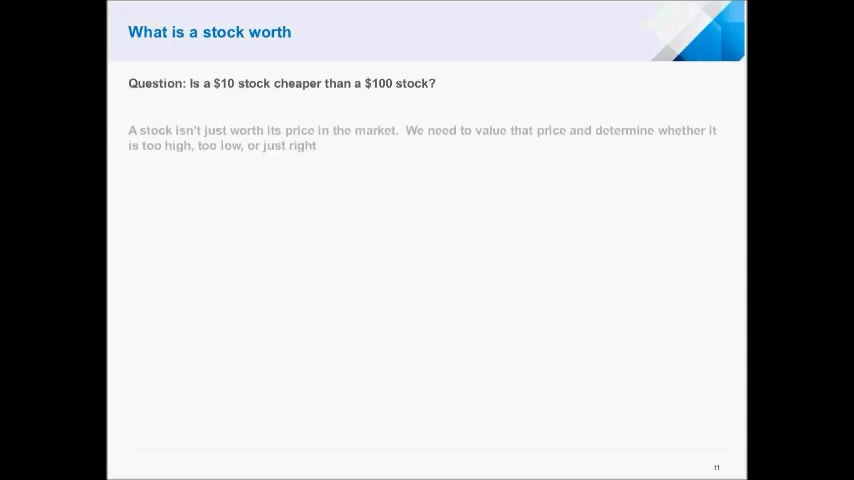 What is a stock worth
Question: Is a $10 stock cheaper than a $100 stock?
A stock isn't just worth its price in the market.  We need to value that price and determine whether it
is too high, too low, or just right
11